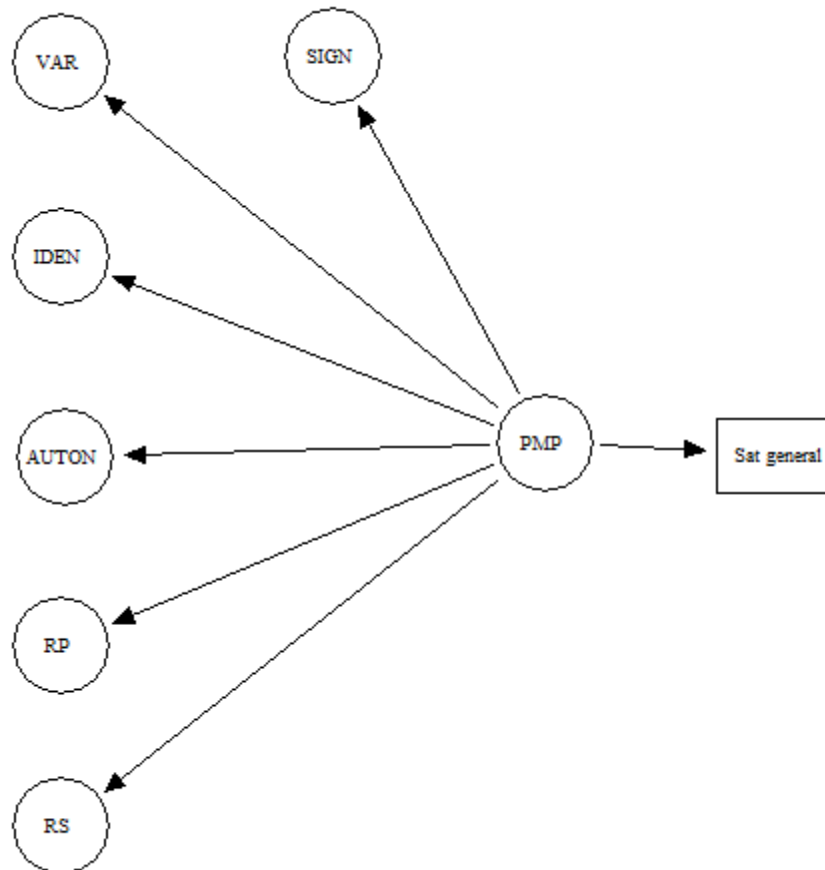 VAR
SIGN
IDEN
AUTON
PMP
Sat general
RP
RS